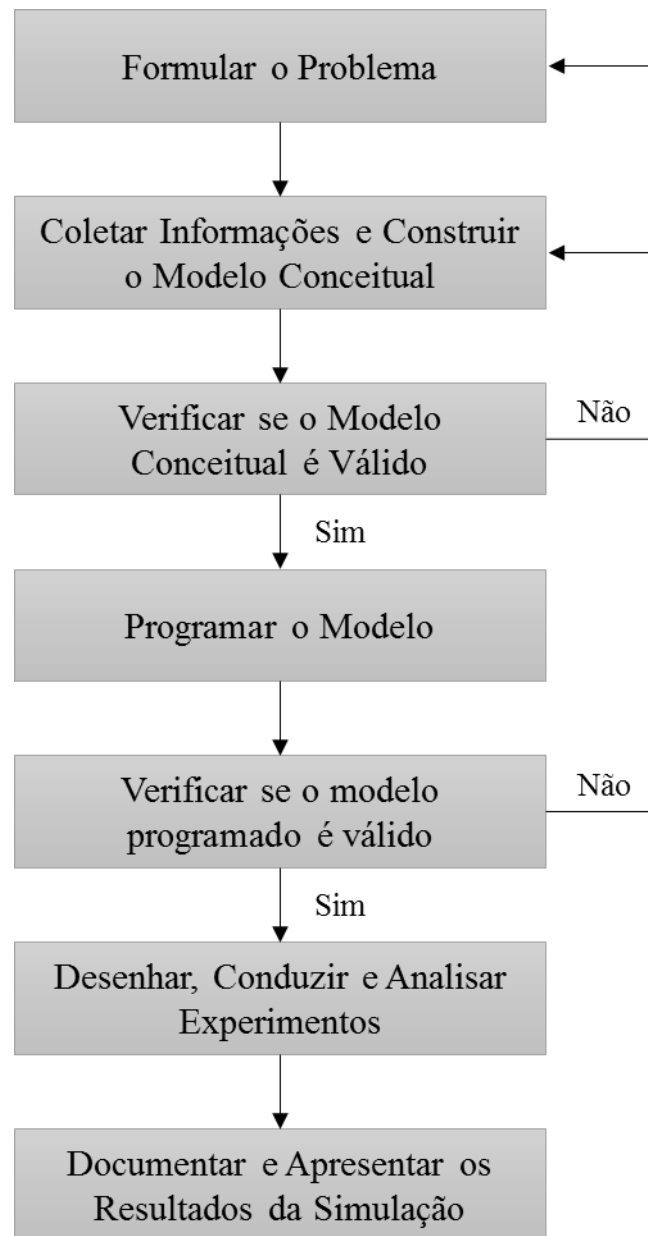 Formular o Problema
Coletar Informações e Construir
o Modelo Conceitual
Verificar se o Modelo
Conceitual é Válido
Não
Sim
Programar o Modelo
Verificar se o modelo
programado é válido
Não
Sim
Desenhar, Conduzir e Analisar
Experimentos
Documentar e Apresentar os
Resultados da Simulação